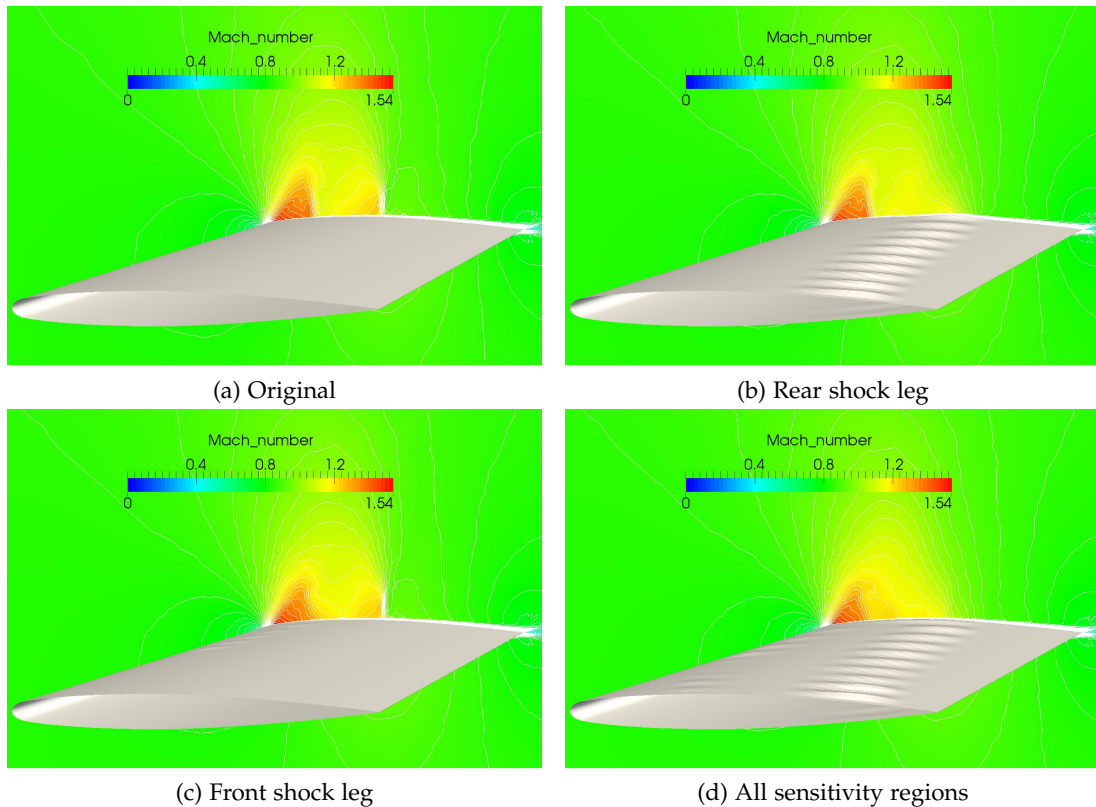 Mach_number
0.4 0.8 1.2
0 1.54
Mach_number
0.4 0.8 1.2
0 1.54
(a) Original
(b) Rear shock leg
Mach_number
0.4 0.8 1.2
0 1.54
Mach_number
0.4 0.8 1.2
0 1.54
(c) Front shock leg
(d) All sensitivity regions